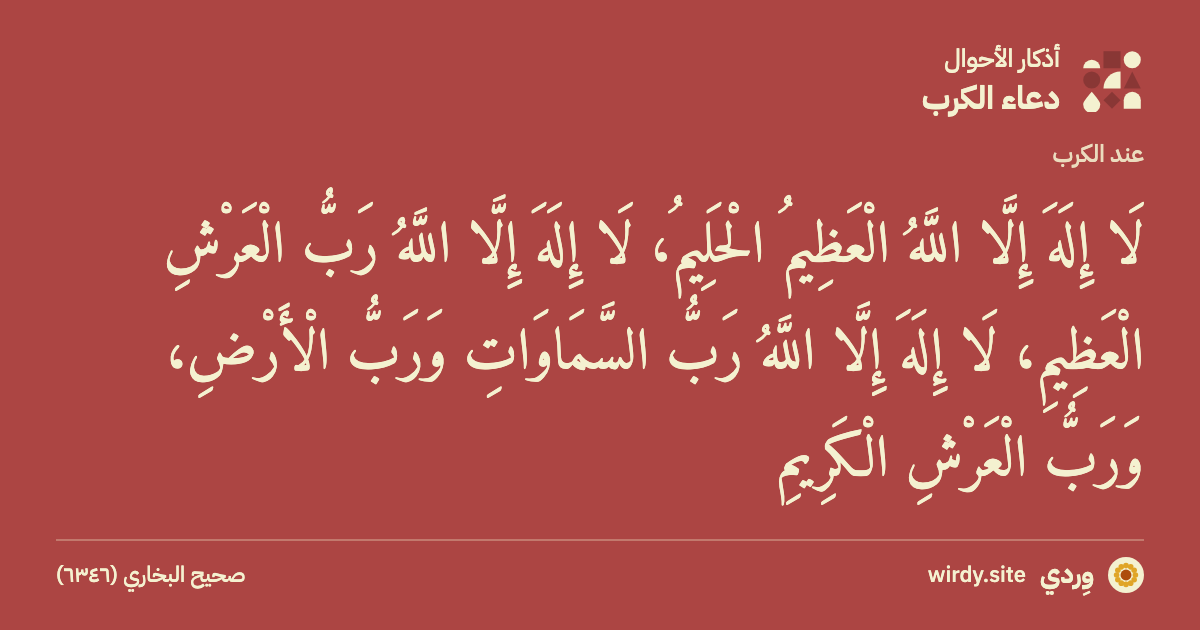 أذكار الأحوال
دعاء الكرب
عند الكرب
لَا إِلَهَ إِلَّا اللَّهُ الْعَظِيمُ الْحَلِيمُ، لَا إِلَهَ إِلَّا اللَّهُ رَبُّ الْعَرْشِ
الْعَظِيمِ، لَا إِلَهَ إِلَّا اللَّهُ رَبُّ السَّمَاوَاتِ وَرَبُّ الْأَرْضِ،
وَرَبُّ الْعَرْشِ الْكَرِيمِ
وِردي wirdy.site
صحيح البخاري (٦٣٤٦)